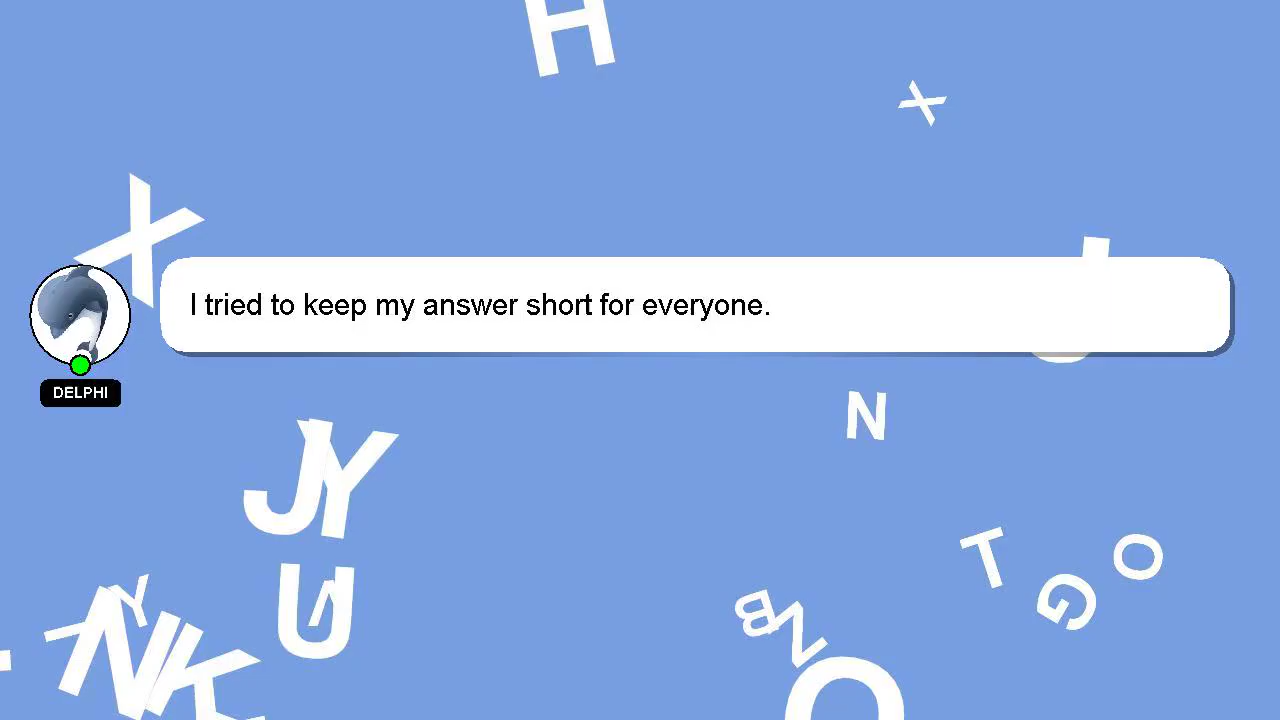 H
X
X
I tried to keep my answer short for everyone.
DELPHI
N
J
Y
T
O
U
G
Y
B
N
N
K
O